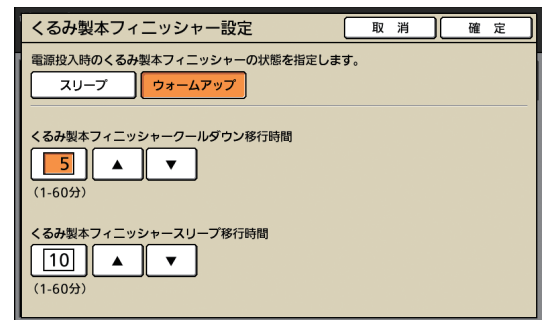 くるみ製本フィニッシャー設定 取 消 確 定
電源投入時のくるみ製本フィニッシャーの状態を指定します。
スリープ ウォームアップ
くるみ製本フィニッシャークールダウン移行時間
5 ▲ ▼
(1-60分)
くるみ製本フィニッシャースリープ移行時間
10 ▲ ▼
(1-60分)